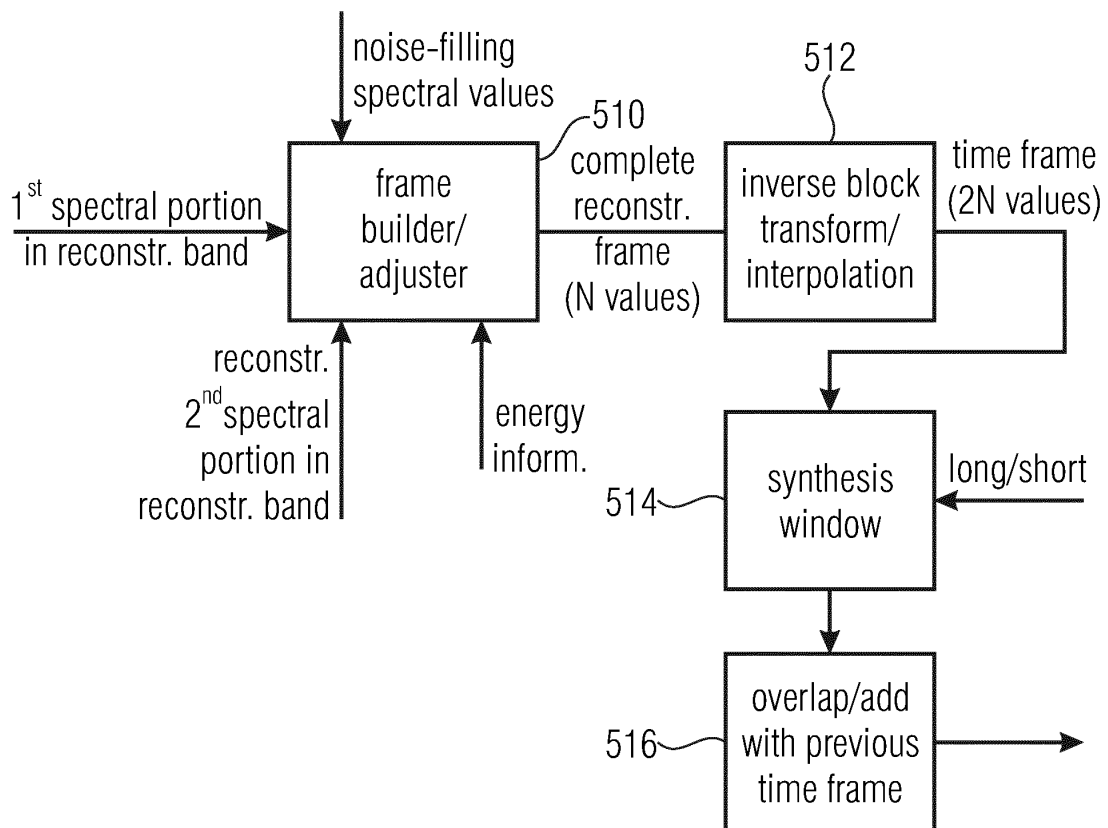 noise-filling
spectral values
510
512
1st spectral portion
in reconstr. band
frame
builder/
adjuster
complete
reconstr.
frame
(N values)
inverse block
transform/
interpolation
time frame
(2N values)
reconstr.
2nd spectral
portion in
reconstr. band
energy
inform.
514
synthesis
window
long/short
516
overlap/add
with previous
time frame